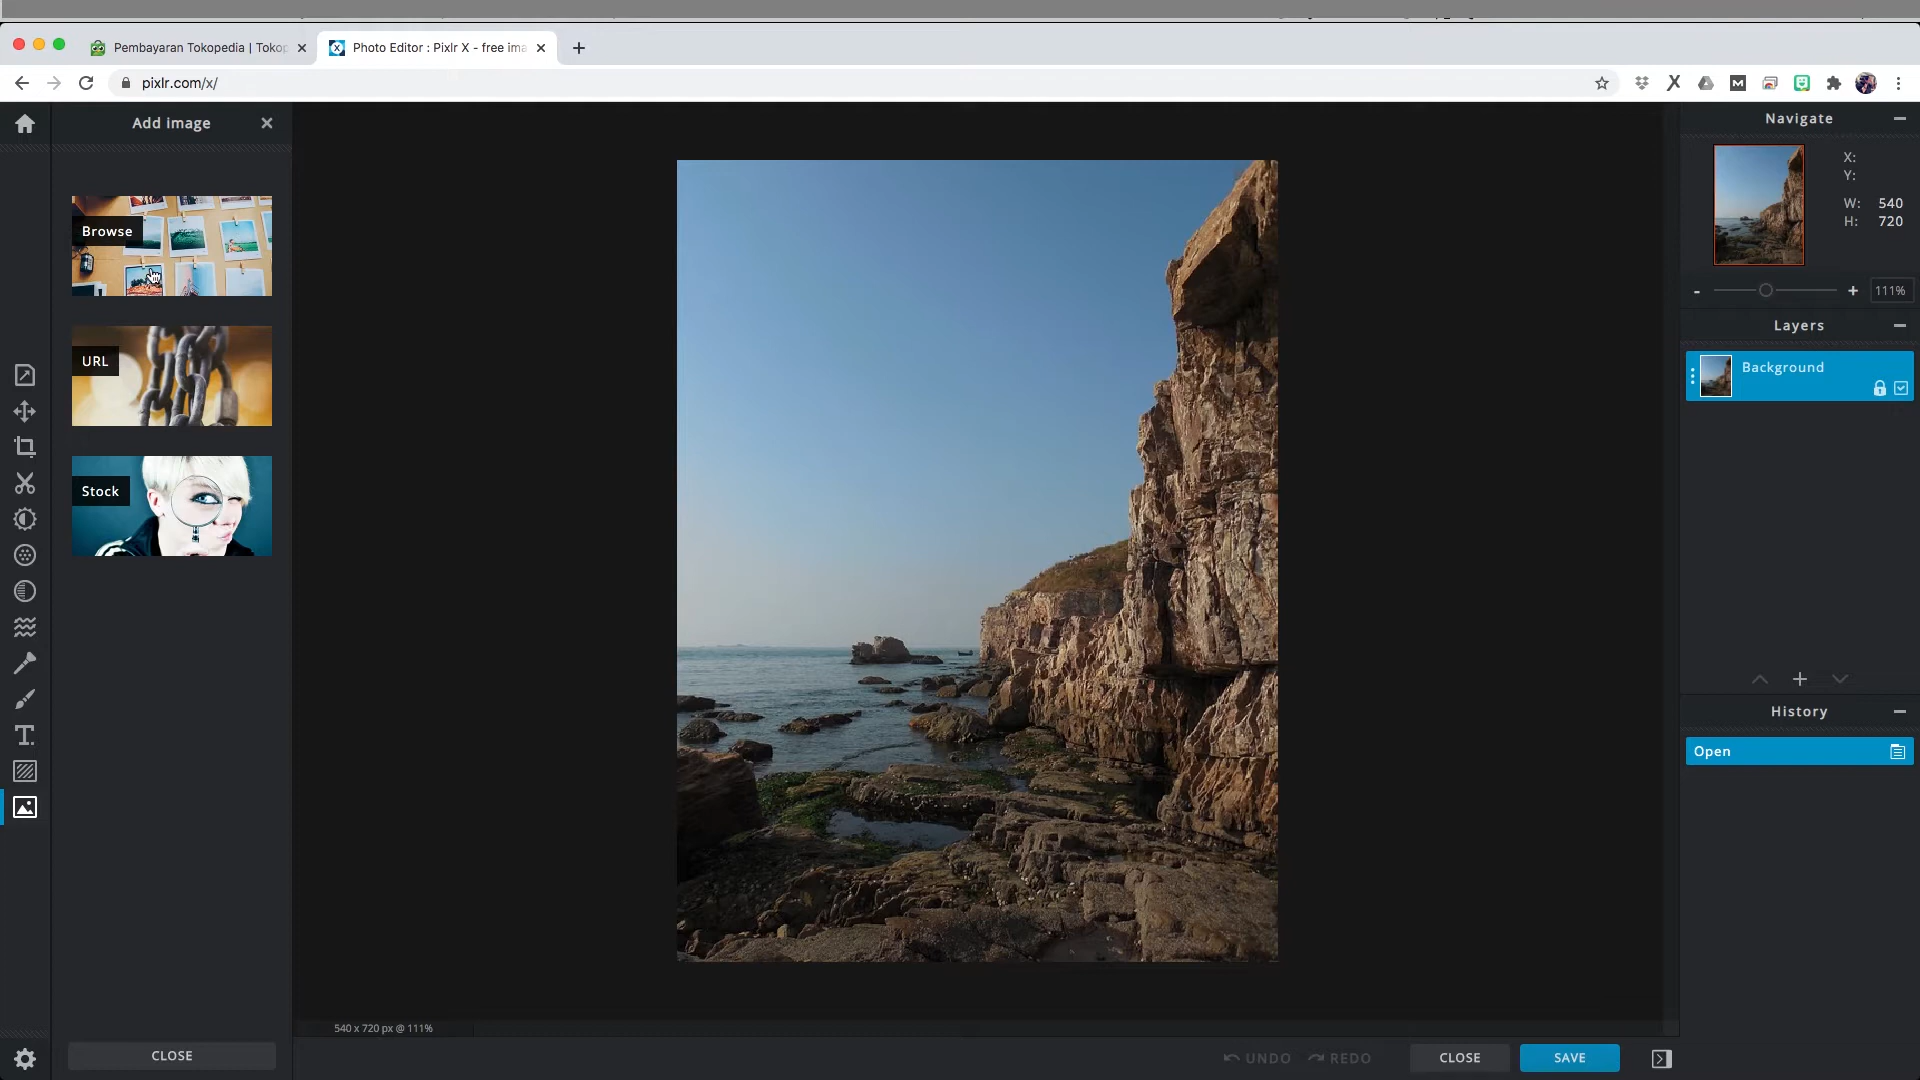 Pembayaran Tokopedia | Tokop
Photo Editor : Pixlr X - free ima
pixlr.com/x/
Add image
Browse
URL
Stock
CLOSE
540 x 720 px @ 111%
UNDO
REDO
CLOSE
SAVE
Navigate
X:
Y:
W: 540
H: 720
- + 111%
Layers
Background
History
Open